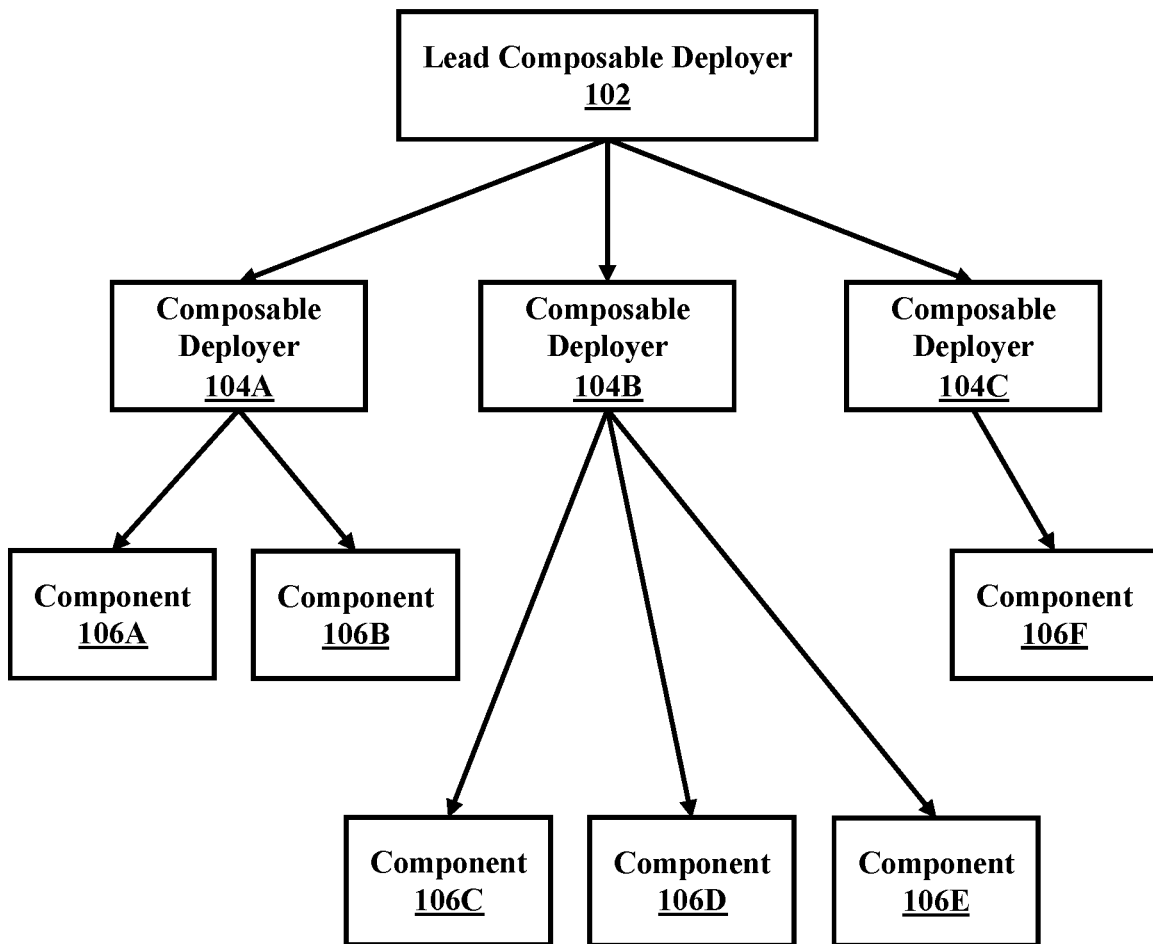 Lead Composable Deployer
102
Composable
Deployer
104A
Composable
Deployer
104B
Composable
Deployer
104C
Component
106A
Component
106B
Component
106F
Component
106C
Component
106D
Component
106E